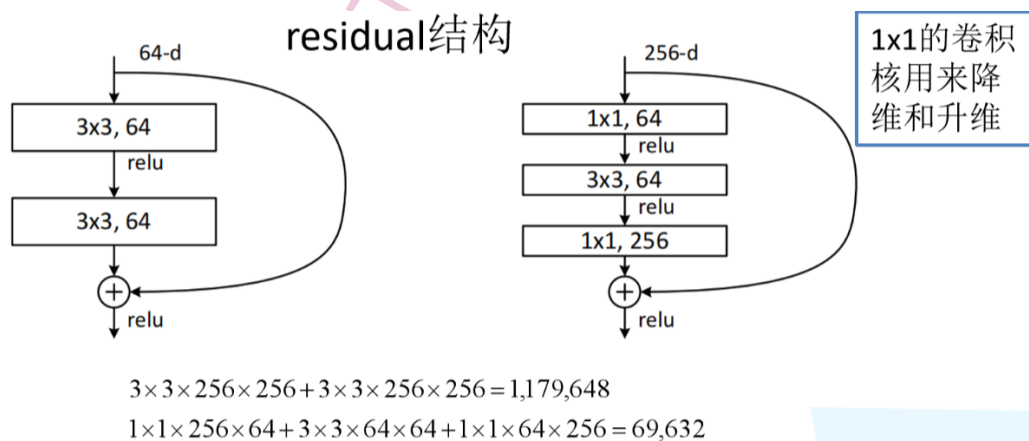 residual结构
64-d
3x3, 64
relu
3x3, 64
+
relu
256-d
1x1, 64
relu
3x3, 64
relu
1x1, 256
+
relu
1x1的卷积
核用来降
维和升维
3×3×256×256+3×3×256×256=1,179,648
1×1×256×64+3×3×64×64+1×1×64×256=69,632